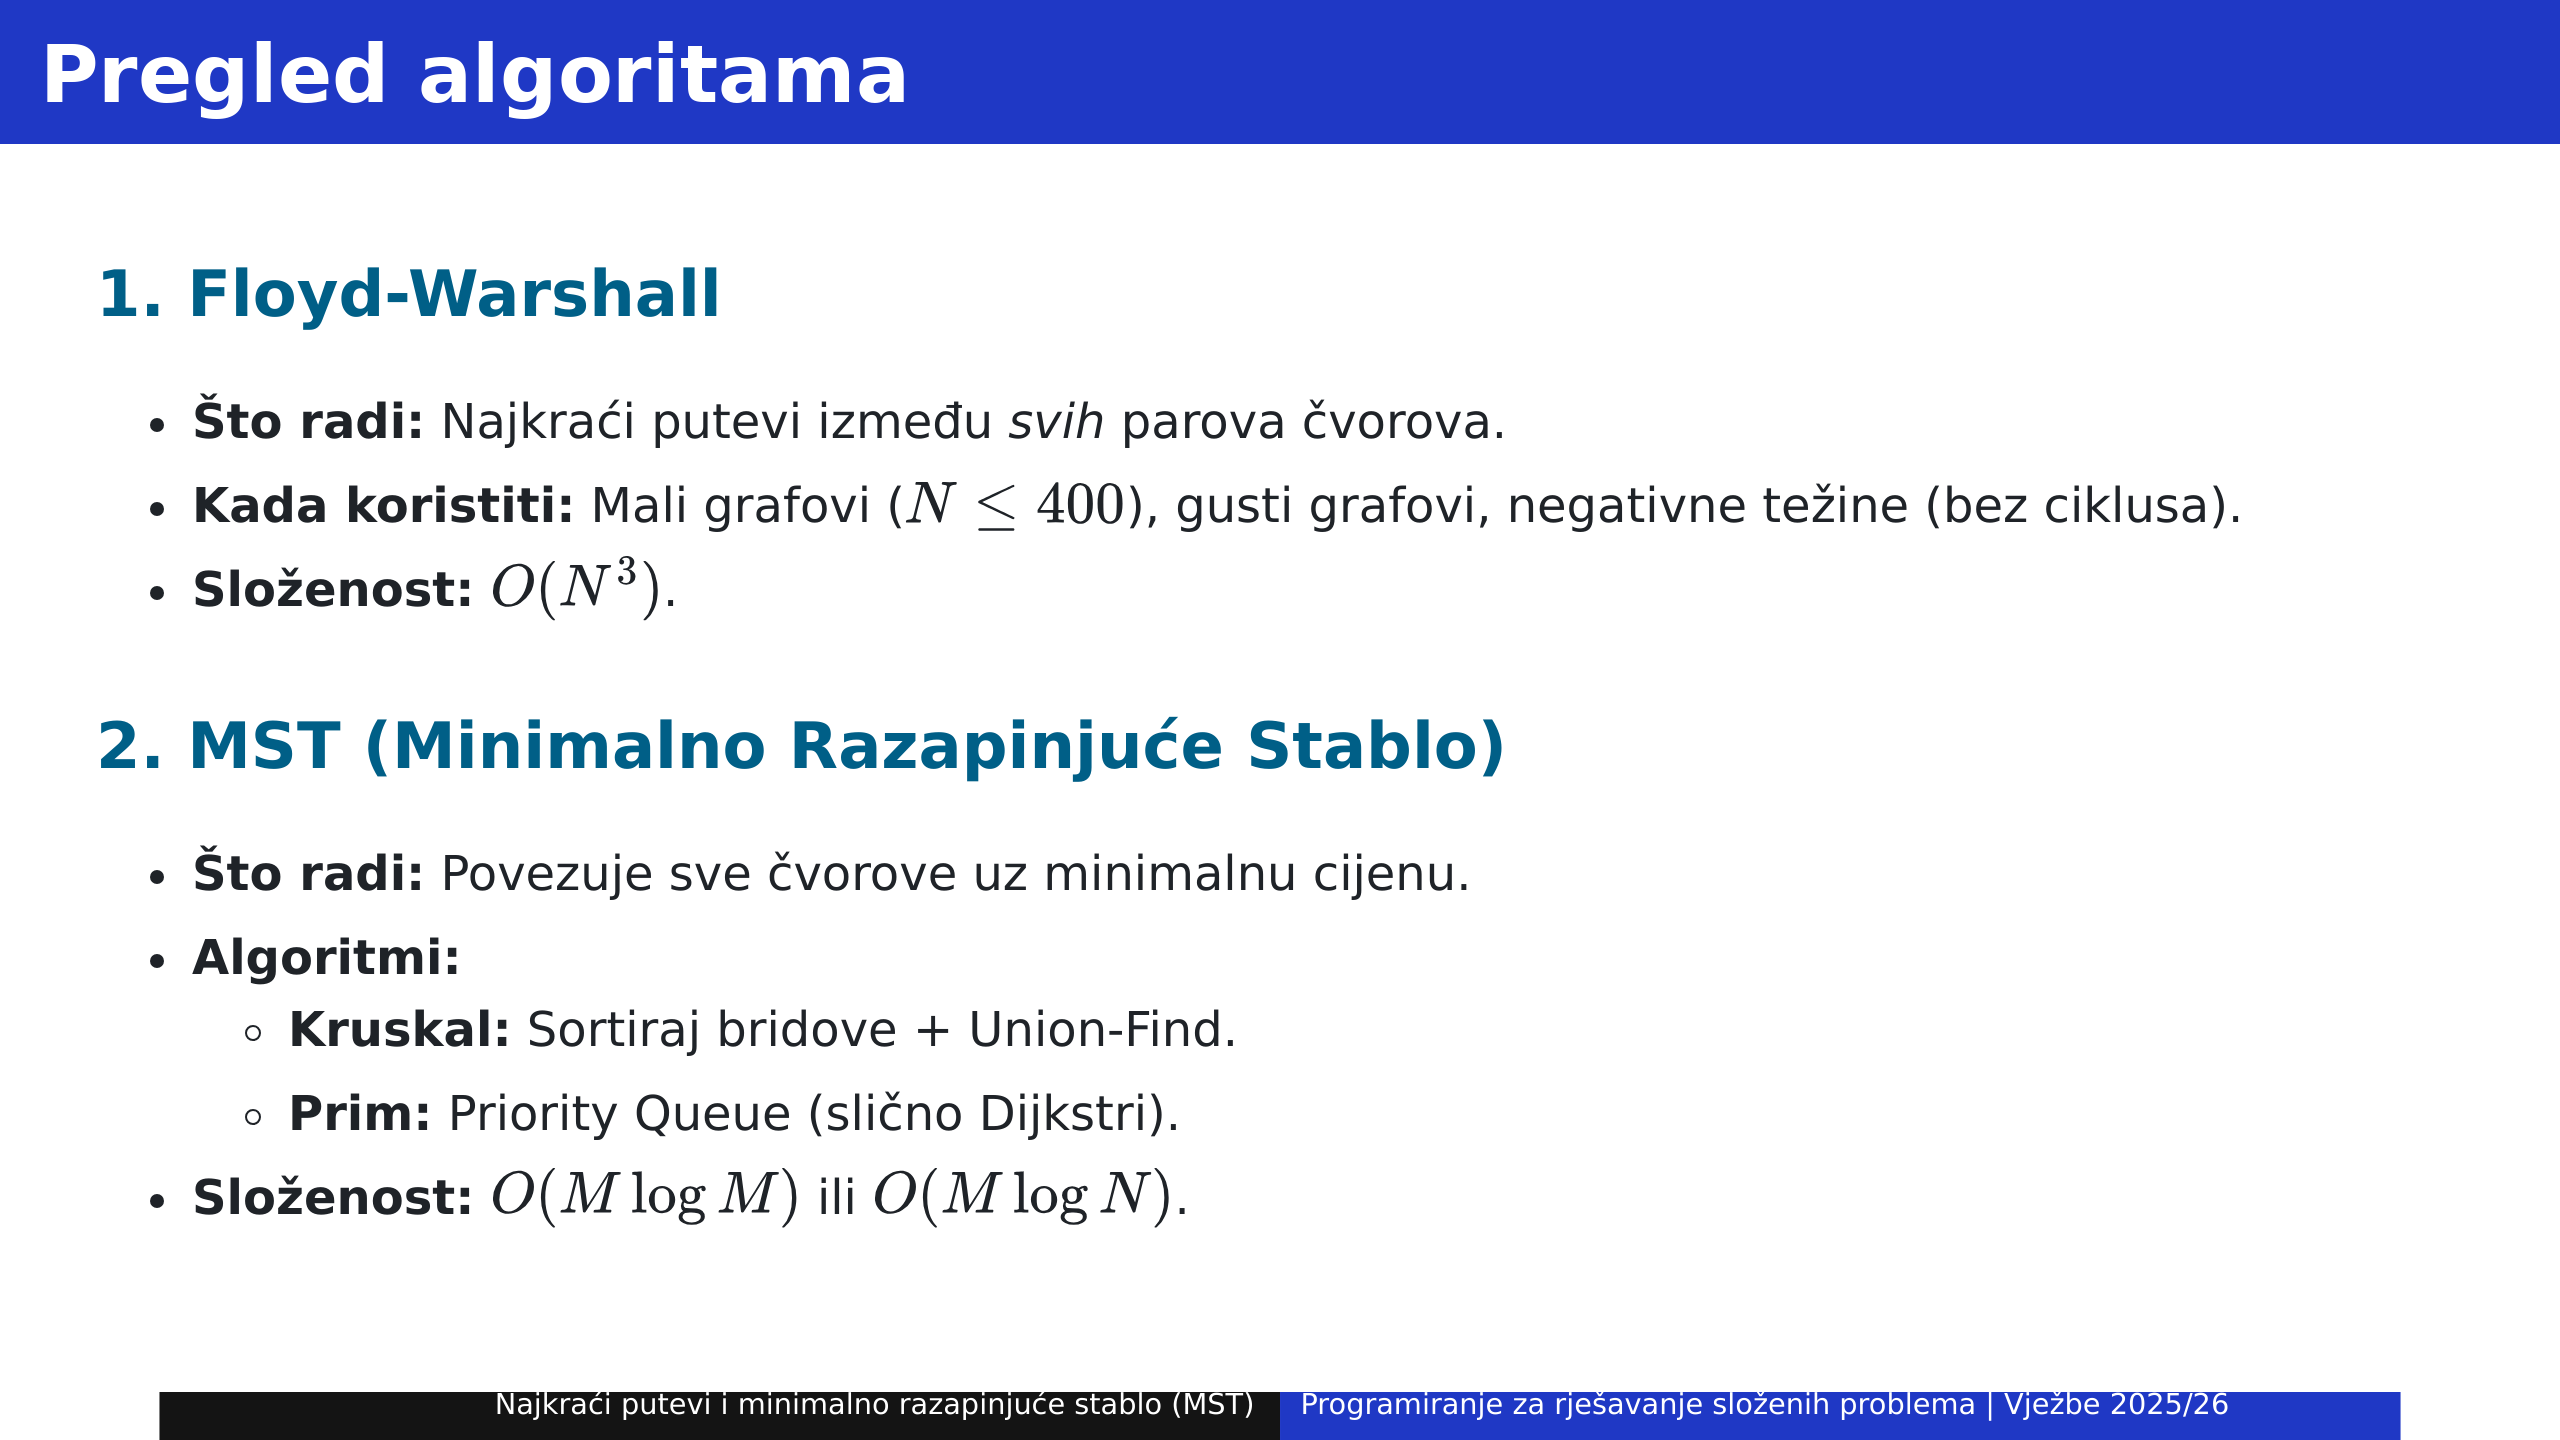 Pregled algoritama
1. Floyd-Warshall
• Što radi: Najkraći putevi između svih parova čvorova.
• Kada koristiti: Mali grafovi (N ≤ 400), gusti grafovi, negativne težine (bez ciklusa).
• Složenost: O(N³).
2. MST (Minimalno Razapinjuće Stablo)
• Što radi: Povezuje sve čvorove uz minimalnu cijenu.
• Algoritmi:
◦ Kruskal: Sortiraj bridove + Union-Find.
◦ Prim: Priority Queue (slično Dijkstri).
• Složenost: O(M log M) ili O(M log N).
Najkraći putevi i minimalno razapinjuće stablo (MST)
Programiranje za rješavanje složenih problema | Vježbe 2025/26